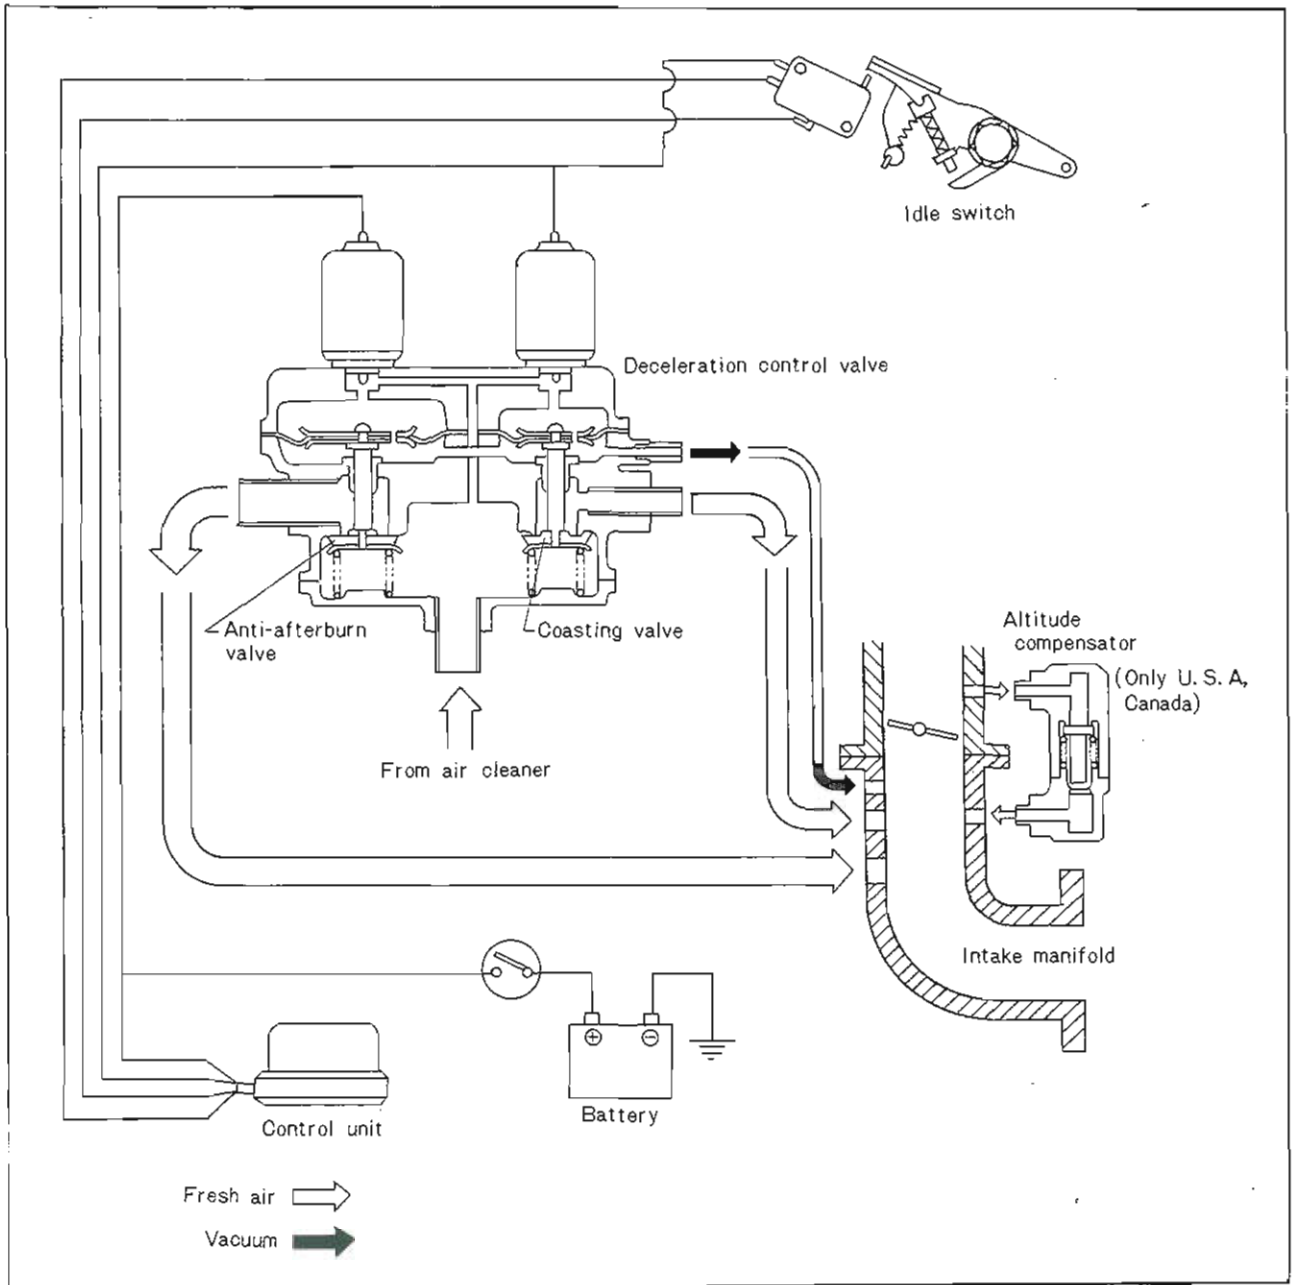 Idle switch
Deceleration control valve
Anti-afterburn
valve
Coasting valve
Altitude
compensator
(Only U. S. A,
Canada)
From air cleaner
Intake manifold
+
−
Battery
Control unit
Fresh air
Vacuum